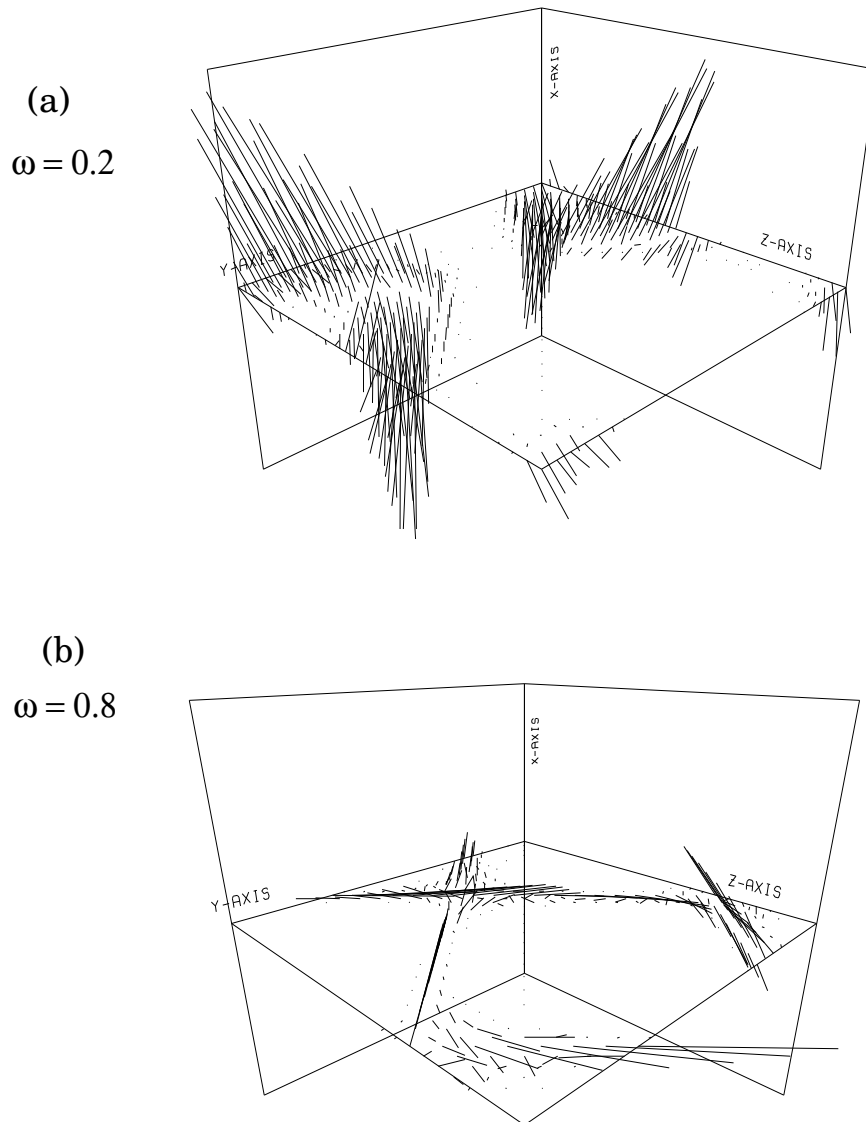 (a)
ω = 0.2
X-AXIS
Y-AXIS
Z-AXIS
(b)
ω = 0.8
X-AXIS
Y-AXIS
Z-AXIS